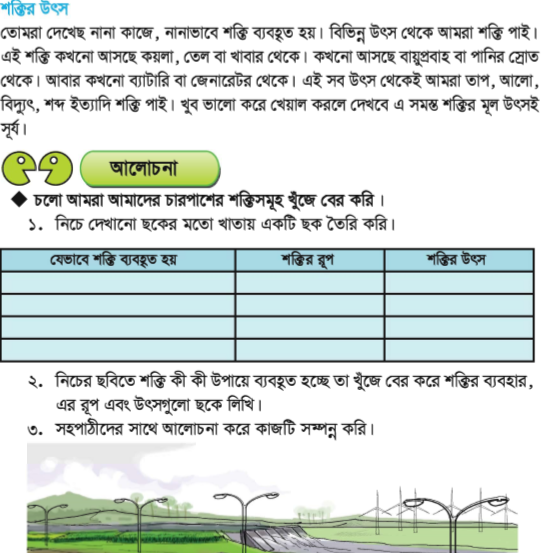 শক্তির উৎস
তোমরা দেখেছ নানা কাজে, নানাভাবে শক্তি ব্যবহৃত হয়। বিভিন্ন উৎস থেকে আমরা শক্তি পাই।
এই শক্তি কখনো আসছে কয়লা, তেল বা খাবার থেকে। কখনো আসছে বায়ুপ্রবাহ বা পানির স্রোত
থেকে। আবার কখনো ব্যাটারি বা জেনারেটর থেকে। এই সব উৎস থেকেই আমরা তাপ, আলো,
বিদ্যুৎ, শব্দ ইত্যাদি শক্তি পাই। খুব ভালো করে খেয়াল করলে দেখবে এ সমস্ত শক্তির মূল উৎসই
সূর্য।
আলোচনা
◆ চলো আমরা আমাদের চারপাশের শক্তিসমূহ খুঁজে বের করি।
১. নিচে দেখানো ছকের মতো খাতায় একটি ছক তৈরি করি।
যেভাবে শক্তি ব্যবহৃত হয় শক্তির রূপ শক্তির উৎস
২. নিচের ছবিতে শক্তি কী কী উপায়ে ব্যবহৃত হচ্ছে তা খুঁজে বের করে শক্তির ব্যবহার,
এর রূপ এবং উৎসগুলো ছকে লিখি।
৩. সহপাঠীদের সাথে আলোচনা করে কাজটি সম্পন্ন করি।